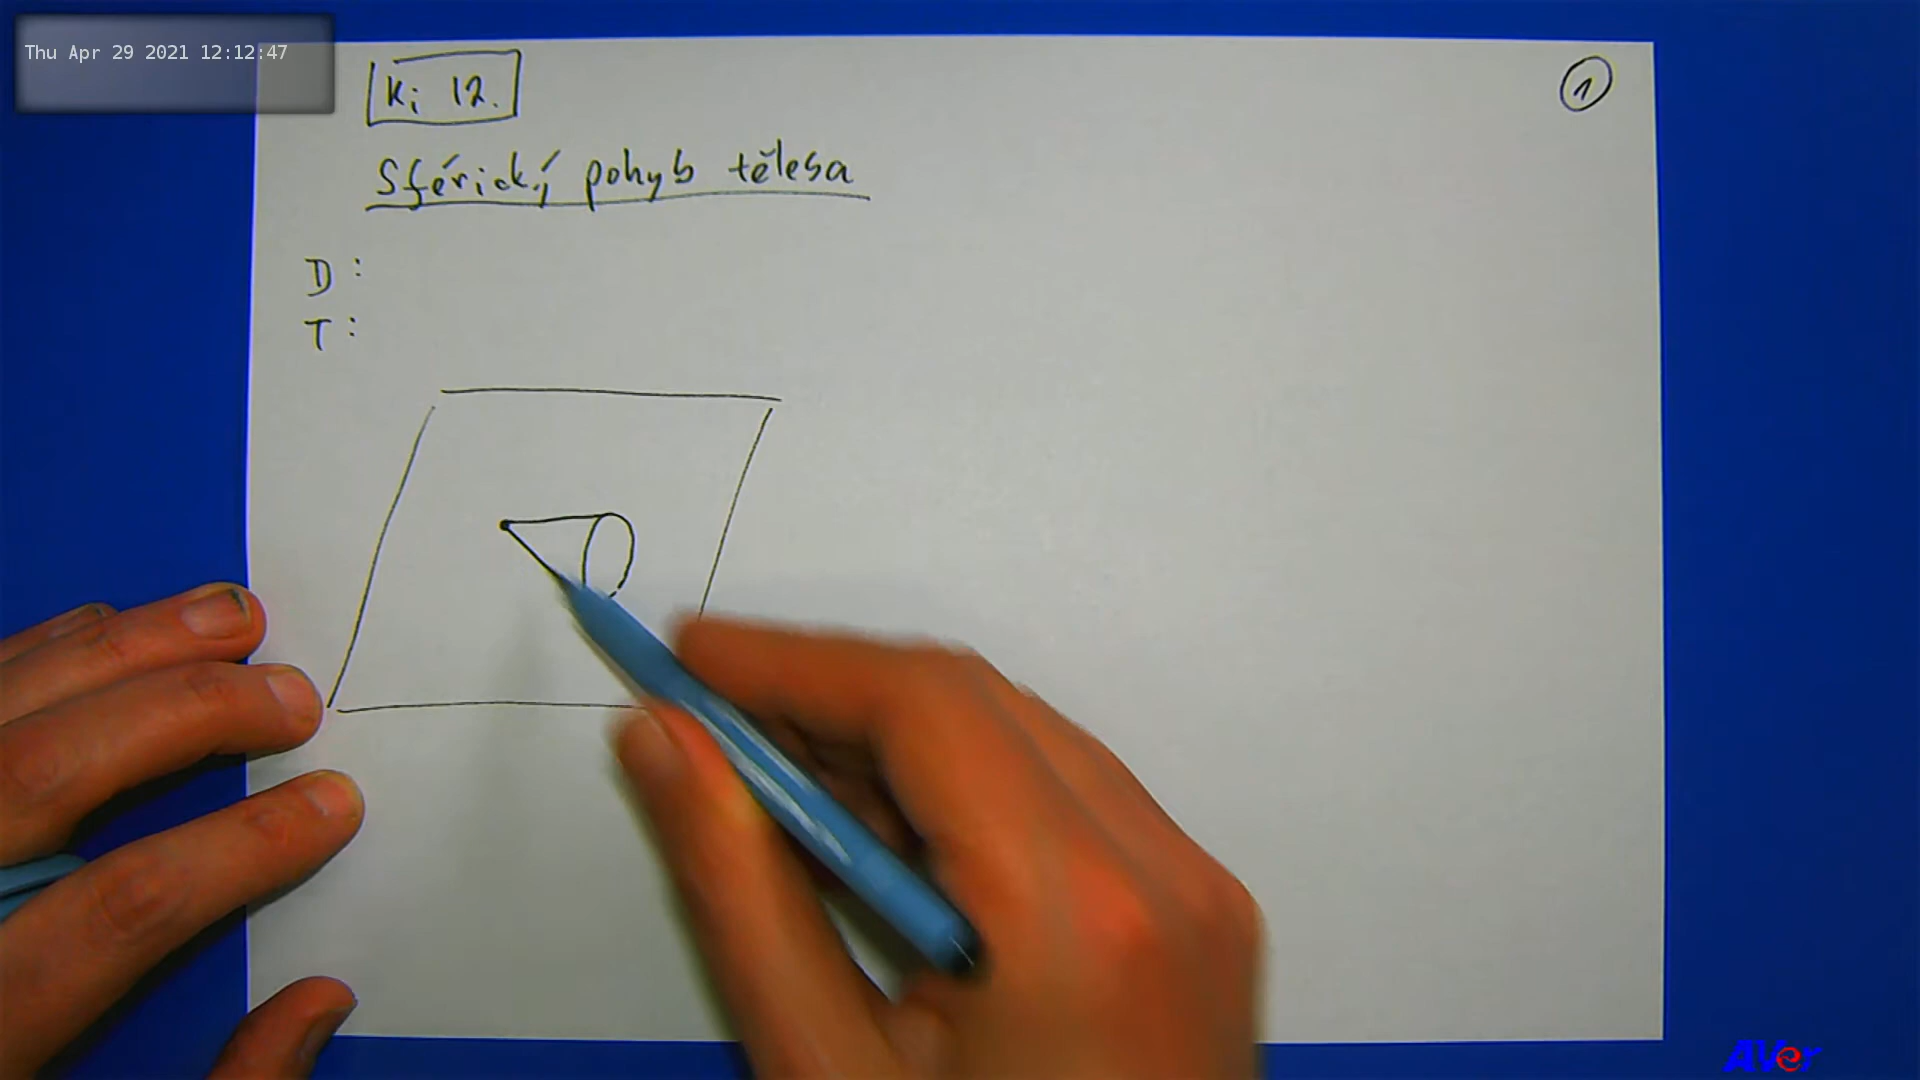 Thu Apr 29 2021 12:12:47
Ki 12.
1
Sférický pohyb tělesa
D:
T:
AVer